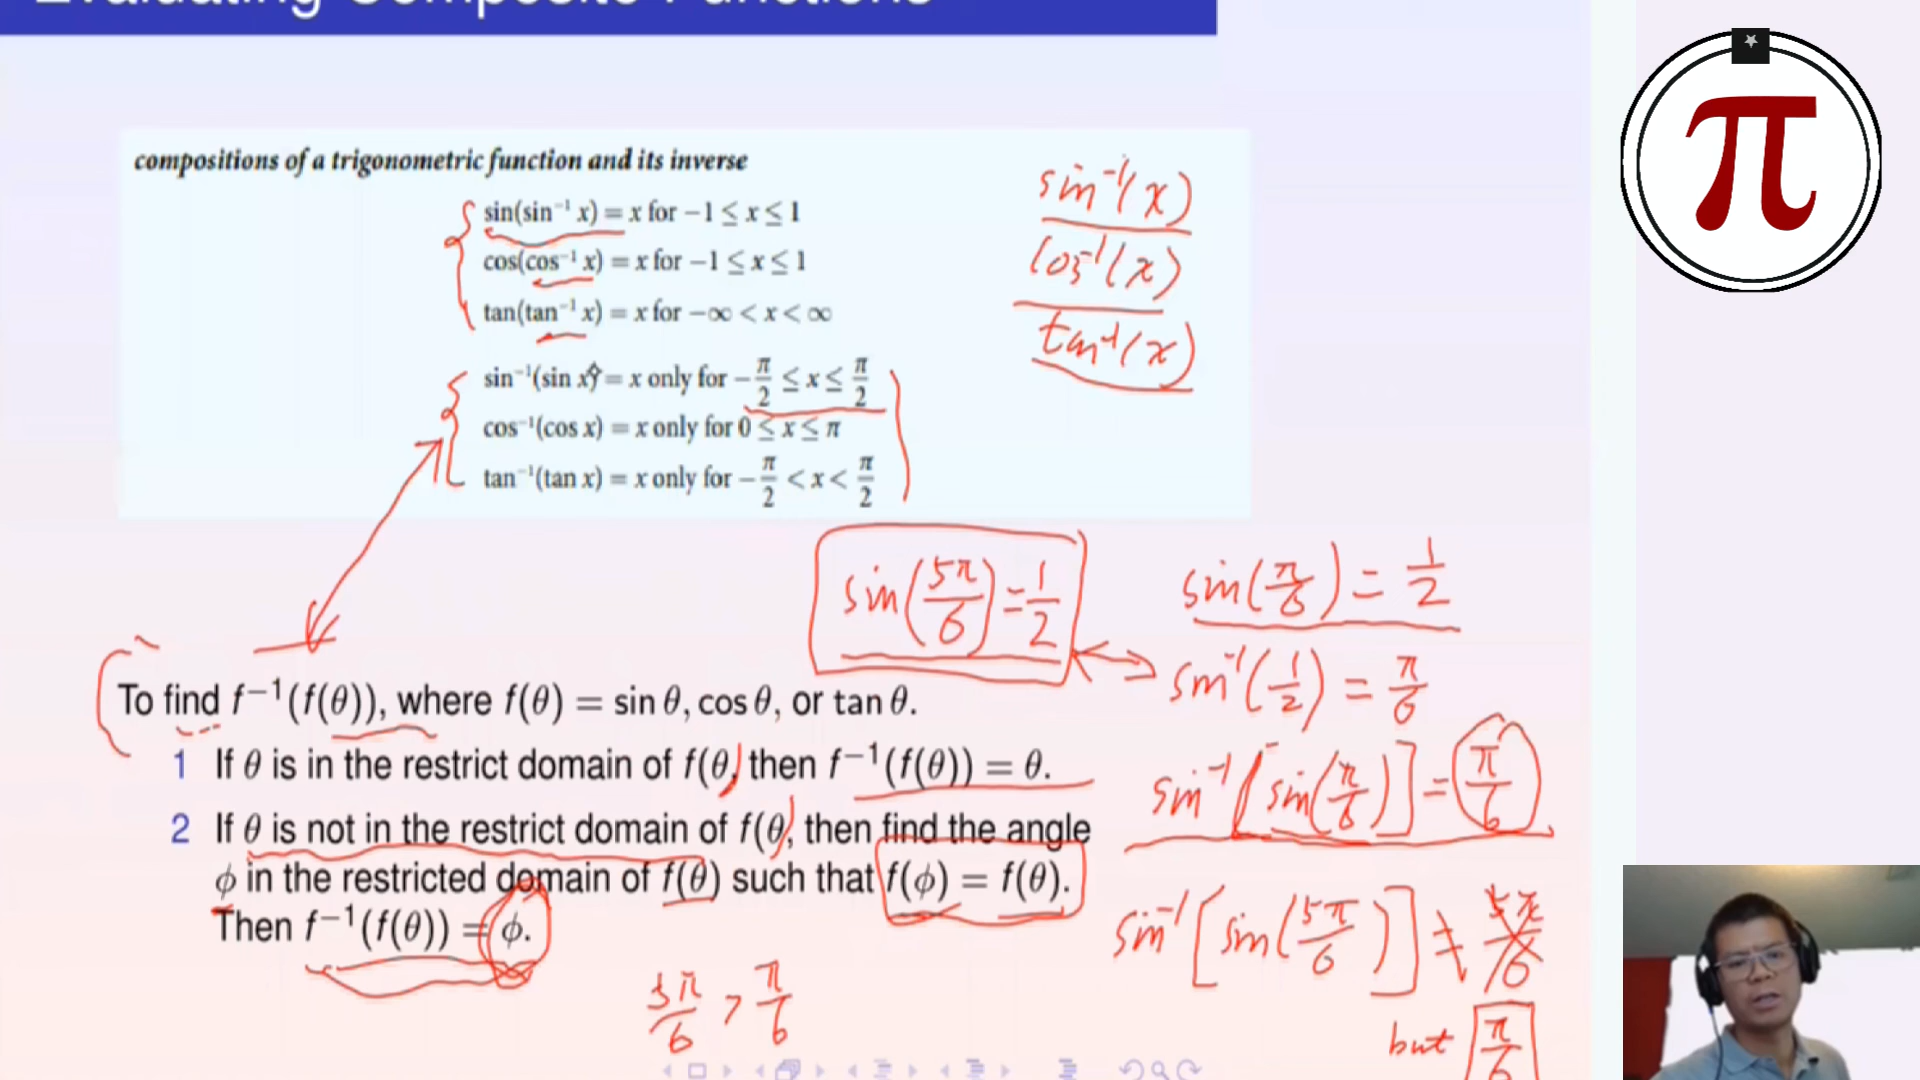 Evaluating Composite Functions
π
compositions of a trigonometric function and its inverse
sin(sin⁻¹ x) = x for −1 ≤ x ≤ 1
cos(cos⁻¹ x) = x for −1 ≤ x ≤ 1
tan(tan⁻¹ x) = x for −∞ < x < ∞
sin⁻¹(sin x) = x only for −π/2 ≤ x ≤ π/2
cos⁻¹(cos x) = x only for 0 ≤ x ≤ π
tan⁻¹(tan x) = x only for −π/2 < x < π/2
sin⁻¹(x)
cos⁻¹(x)
tan⁻¹(x)
sin(5π/6) = 1/2
sin(π/6) = 1/2
sin⁻¹(1/2) = π/6
To find f⁻¹(f(θ)), where f(θ) = sin θ, cos θ, or tan θ.
1 If θ is in the restrict domain of f(θ, then f⁻¹(f(θ)) = θ.
2 If θ is not in the restrict domain of f(θ, then find the angle
ϕ in the restricted domain of f(θ) such that f(ϕ) = f(θ).
Then f⁻¹(f(θ)) = ϕ.
sin⁻¹[sin(π/6)] = π/6
sin⁻¹[sin(5π/6)] ≠ 5π/6
but π/6
> π/6